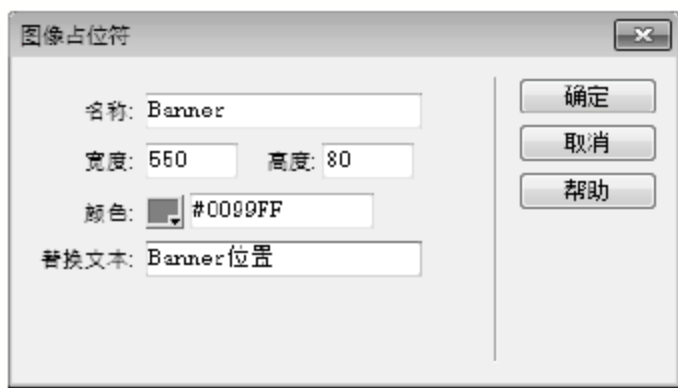 图像占位符
名称: Banner
宽度: 550 高度: 80
颜色: #0099FF
替换文本: Banner位置
确定
取消
帮助